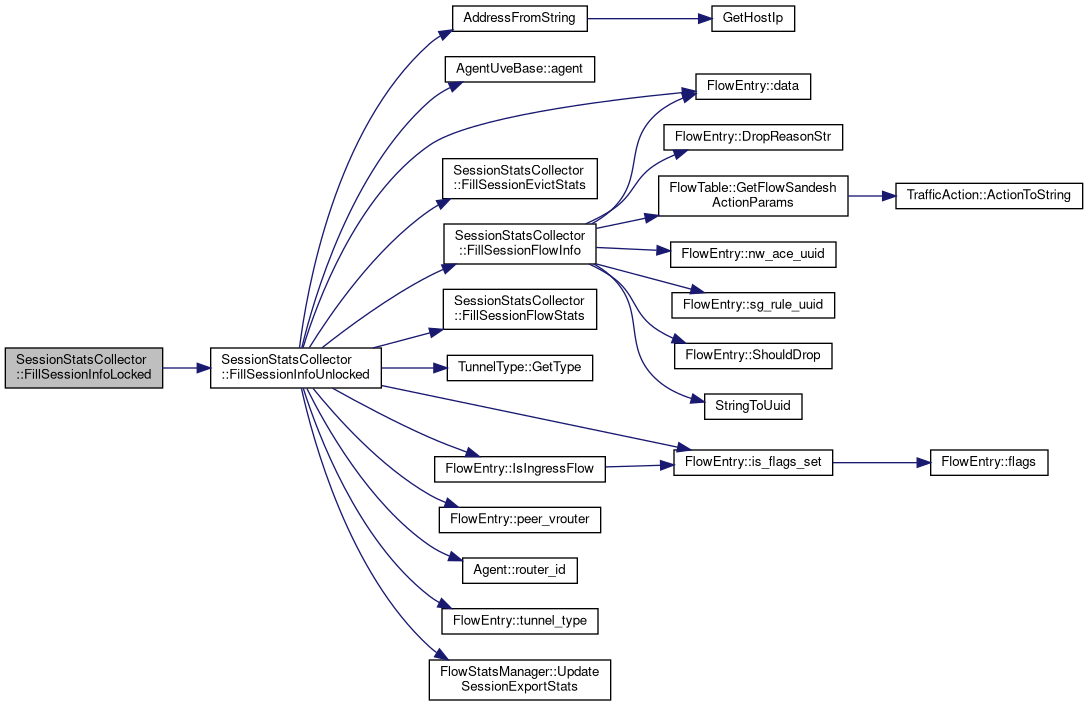 SessionStatsCollector
::FillSessionInfoLocked
SessionStatsCollector
::FillSessionInfoUnlocked
AddressFromString
GetHostIp
AgentUveBase::agent
FlowEntry::data
FlowEntry::DropReasonStr
SessionStatsCollector
::FillSessionEvictStats
FlowTable::GetFlowSandesh
ActionParams
TrafficAction::ActionToString
SessionStatsCollector
::FillSessionFlowInfo
FlowEntry::nw_ace_uuid
FlowEntry::sg_rule_uuid
SessionStatsCollector
::FillSessionFlowStats
FlowEntry::ShouldDrop
TunnelType::GetType
StringToUuid
FlowEntry::IsIngressFlow
FlowEntry::is_flags_set
FlowEntry::flags
FlowEntry::peer_vrouter
Agent::router_id
FlowEntry::tunnel_type
FlowStatsManager::Update
SessionExportStats